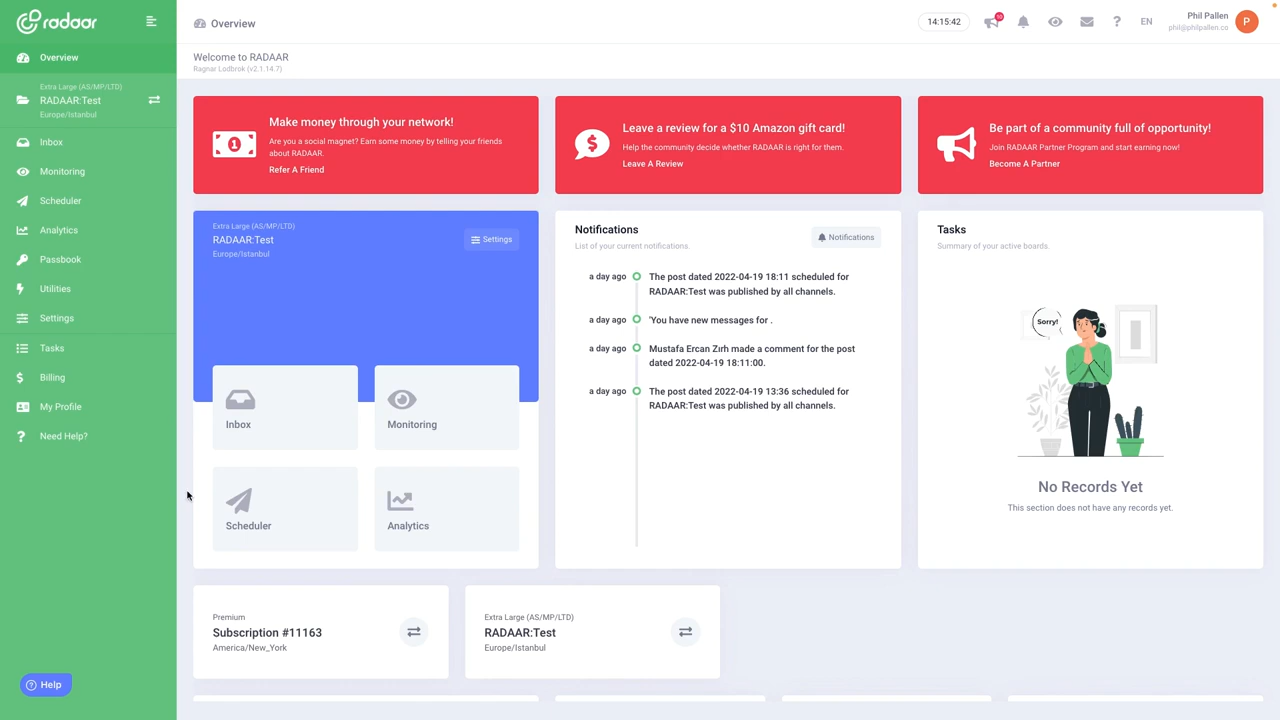 radaar
Overview
14:15:42
EN
Phil Pallen
phil@philpallen.co
P
Welcome to RADAAR
Ragnar Lodbrok (v2.1.14.7)
Overview
Extra Large (AS/MP/LTD)
RADAAR:Test
Europe/Istanbul
Inbox
Monitoring
Scheduler
Analytics
Passbook
Utilities
Settings
Tasks
Billing
My Profile
Need Help?
Help
Make money through your network!
Are you a social magnet? Earn some money by telling your friends
about RADAAR.
Refer A Friend
Leave a review for a $10 Amazon gift card!
Help the community decide whether RADAAR is right for them.
Leave A Review
Be part of a community full of opportunity!
Join RADAAR Partner Program and start earning now!
Become A Partner
Extra Large (AS/MP/LTD)
RADAAR:Test
Europe/Istanbul
Settings
Inbox
Monitoring
Scheduler
Analytics
Notifications
List of your current notifications.
Notifications
a day ago
The post dated 2022-04-19 18:11 scheduled for
RADAAR:Test was published by all channels.
a day ago
'You have new messages for .
a day ago
Mustafa Ercan Zırh made a comment for the post
dated 2022-04-19 18:11:00.
a day ago
The post dated 2022-04-19 13:36 scheduled for
RADAAR:Test was published by all channels.
Tasks
Summary of your active boards.
Sorry!
No Records Yet
This section does not have any records yet.
Premium
Subscription #11163
America/New_York
Extra Large (AS/MP/LTD)
RADAAR:Test
Europe/Istanbul